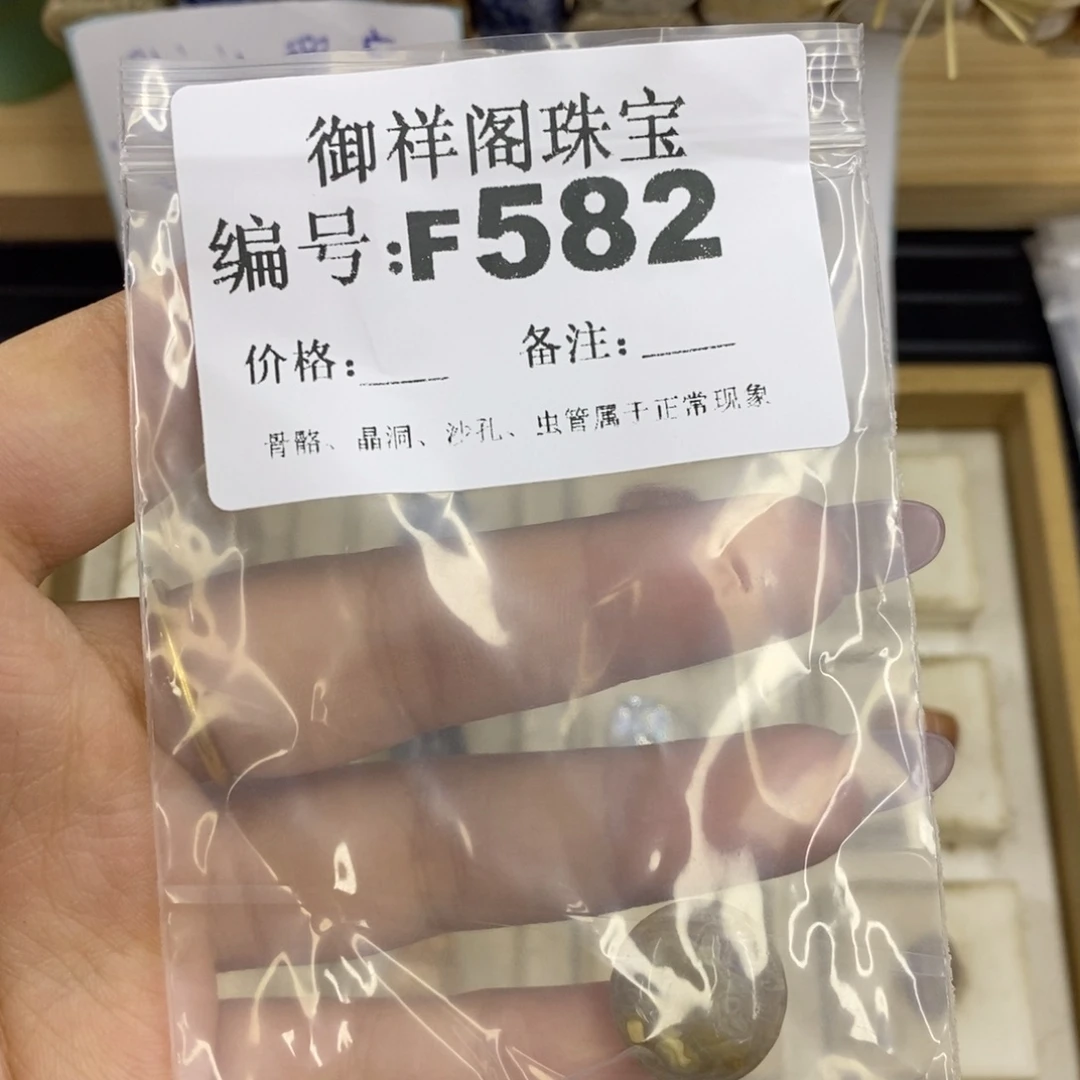 御祥阁珠宝
编号:F582
价格:____ 备注:_____
骨骼、晶洞、沙孔、虫管属于正常现象